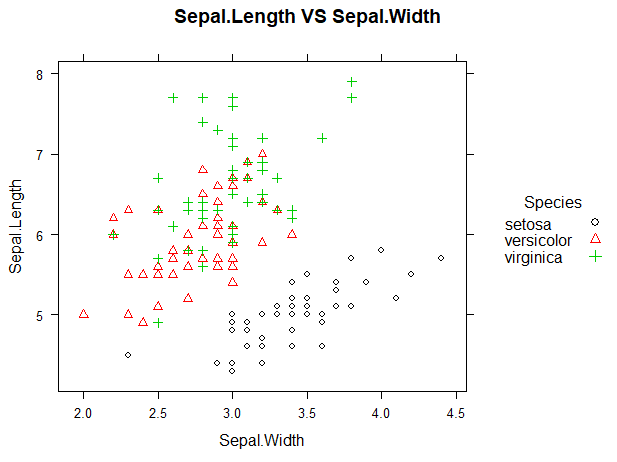 Sepal.Length VS Sepal.Width
8
7
6
5
Sepal.Length
2.0 2.5 3.0 3.5 4.0 4.5
Sepal.Width
Species
setosa
versicolor
virginica